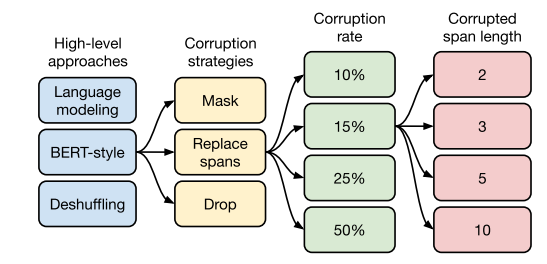 High-level
approaches
Language
modeling
BERT-style
Deshuffling
Corruption
strategies
Mask
Replace
spans
Drop
Corruption
rate
10%
15%
25%
50%
Corrupted
span length
2
3
5
10